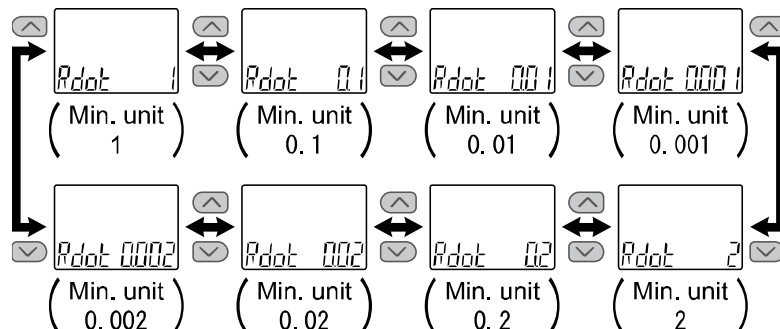 Rdot 1
Rdot 0.1
Rdot 0.01
Rdot 0.001
Min. unit
1
Min. unit
0. 1
Min. unit
0. 01
Min. unit
0. 001
Rdot 0.002
Rdot 0.02
Rdot 0.2
Rdot 2
Min. unit
0. 002
Min. unit
0. 02
Min. unit
0. 2
Min. unit
2